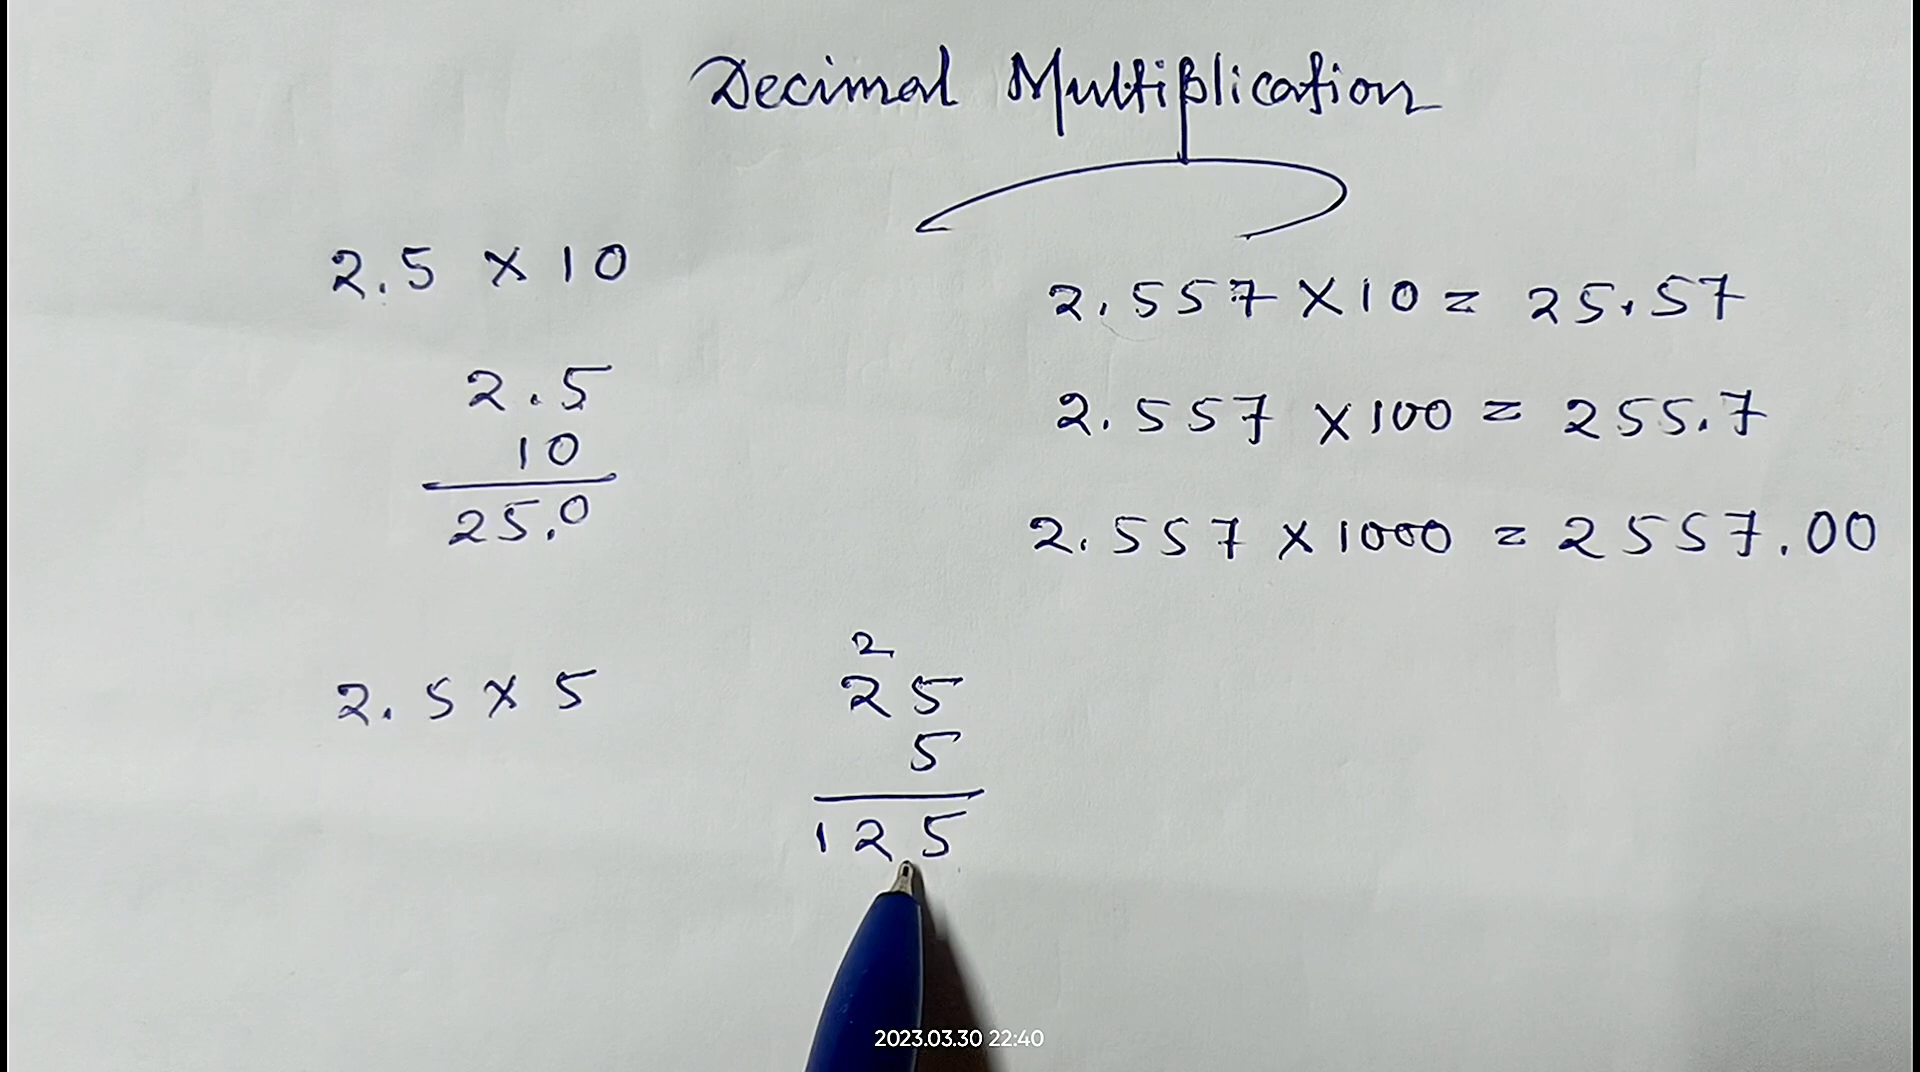 Decimal Multiplication
2.5 × 10
2.5
10
25.0
2.557 × 10 = 25.57
2.557 × 100 = 255.7
2.557 × 1000 = 2557.00
2.5 × 5
2
25
5
125
2023.03.30 22:40